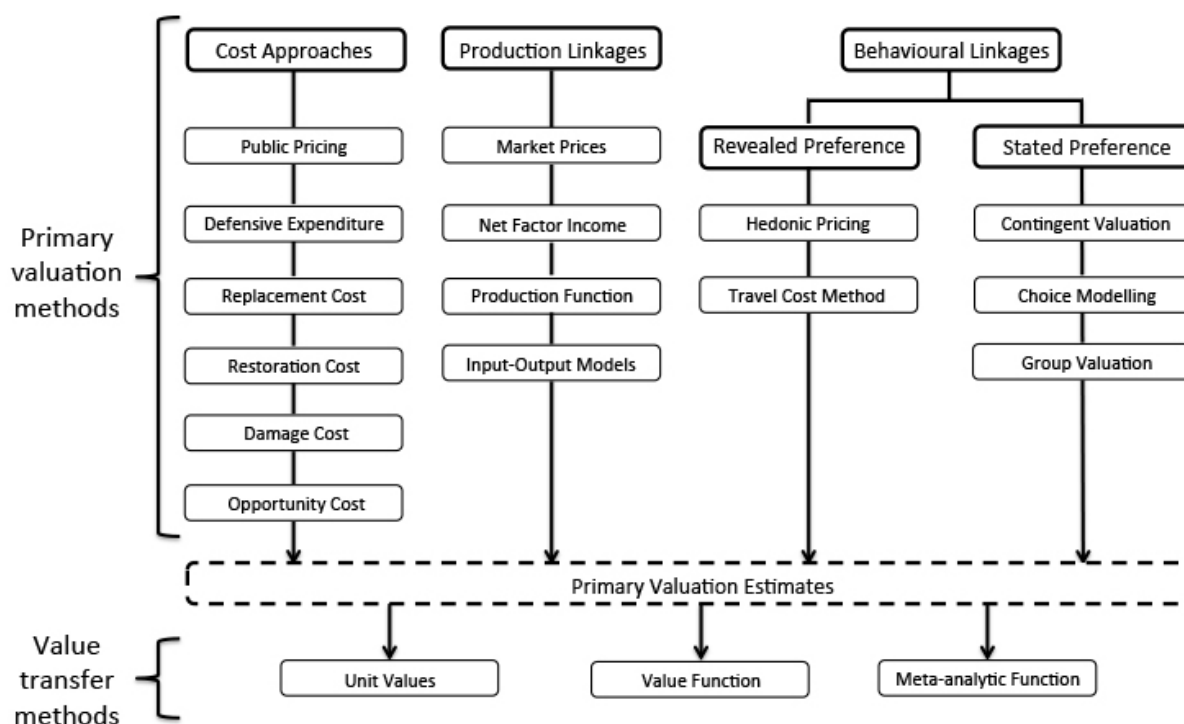 Cost Approaches
Production Linkages
Behavioural Linkages
Public Pricing
Market Prices
Revealed Preference
Stated Preference
Defensive Expenditure
Net Factor Income
Hedonic Pricing
Contingent Valuation
Primary
valuation
methods
Replacement Cost
Production Function
Travel Cost Method
Choice Modelling
Restoration Cost
Input-Output Models
Group Valuation
Damage Cost
Opportunity Cost
Primary Valuation Estimates
Value
transfer
methods
Unit Values
Value Function
Meta-analytic Function